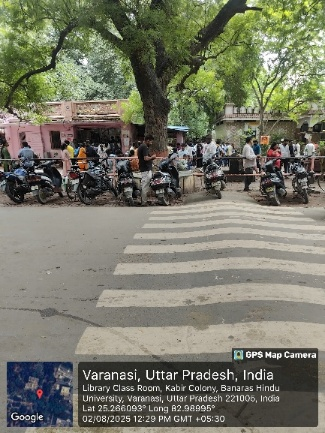 GPS Map Camera
Varanasi, Uttar Pradesh, India
Library Class Room, Kabir Colony, Banaras Hindu
University, Varanasi, Uttar Pradesh 221005, India
Lat 25.266093° Long 82.98995°
02/08/2025 12:29 PM GMT +05:30
Google